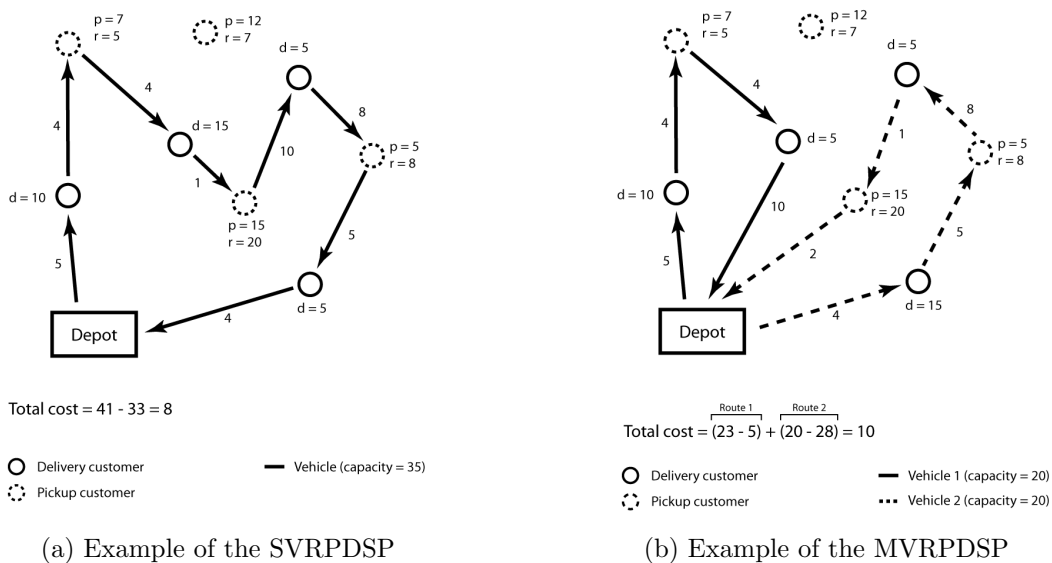 p = 7
r = 5
p = 12
r = 7
d = 5
4
8
4
d = 15
p = 5
r = 8
10
1
d = 10
p = 15
r = 20
5
5
d = 5
4
Depot
Total cost = 41 - 33 = 8
Delivery customer
Pickup customer
Vehicle (capacity = 35)
(a) Example of the SVRPDSP
p = 7
r = 5
p = 12
r = 7
d = 5
4
8
4
1
d = 5
p = 5
r = 8
d = 10
p = 15
r = 20
10
5
2
5
d = 15
4
Depot
Route 1
Route 2
Total cost = (23 - 5) + (20 - 28) = 10
Delivery customer
Pickup customer
Vehicle 1 (capacity = 20)
Vehicle 2 (capacity = 20)
(b) Example of the MVRPDSP